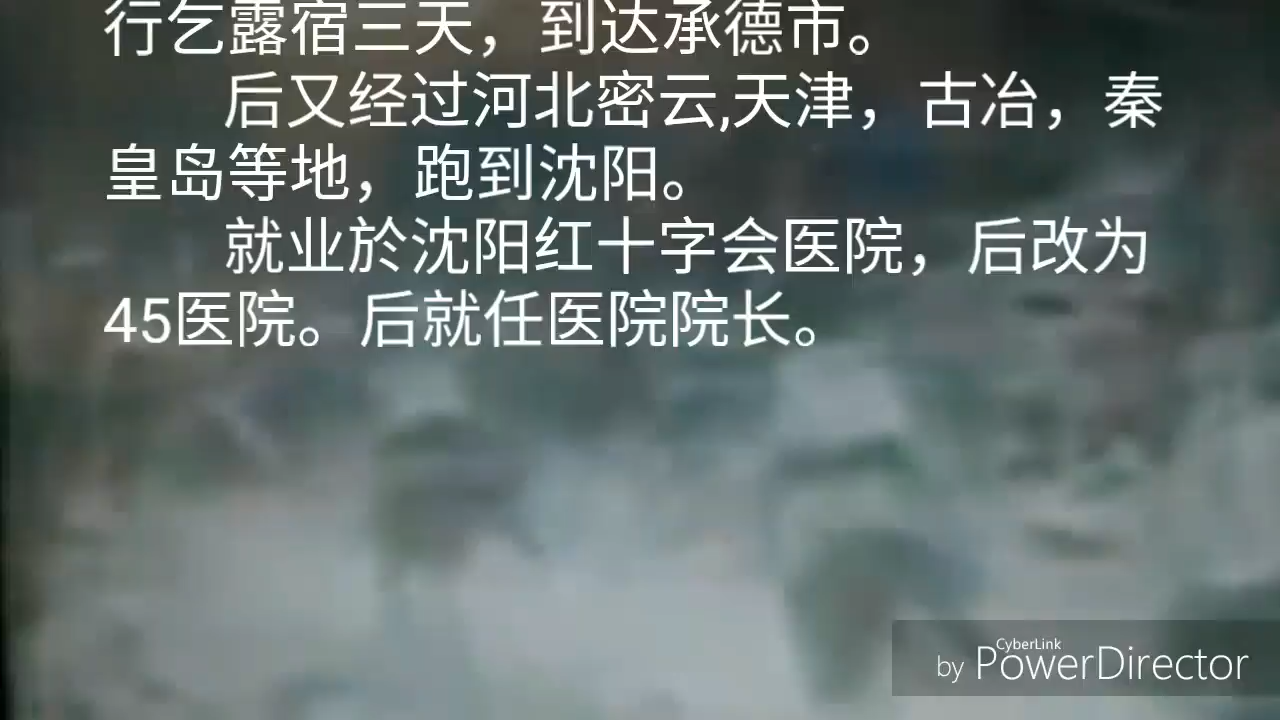 行乞露宿三天，到达承德市。
后又经过河北密云,天津，古冶，秦
皇岛等地，跑到沈阳。
就业於沈阳红十字会医院，后改为
45医院。后就任医院院长。
CyberLink
by PowerDirector